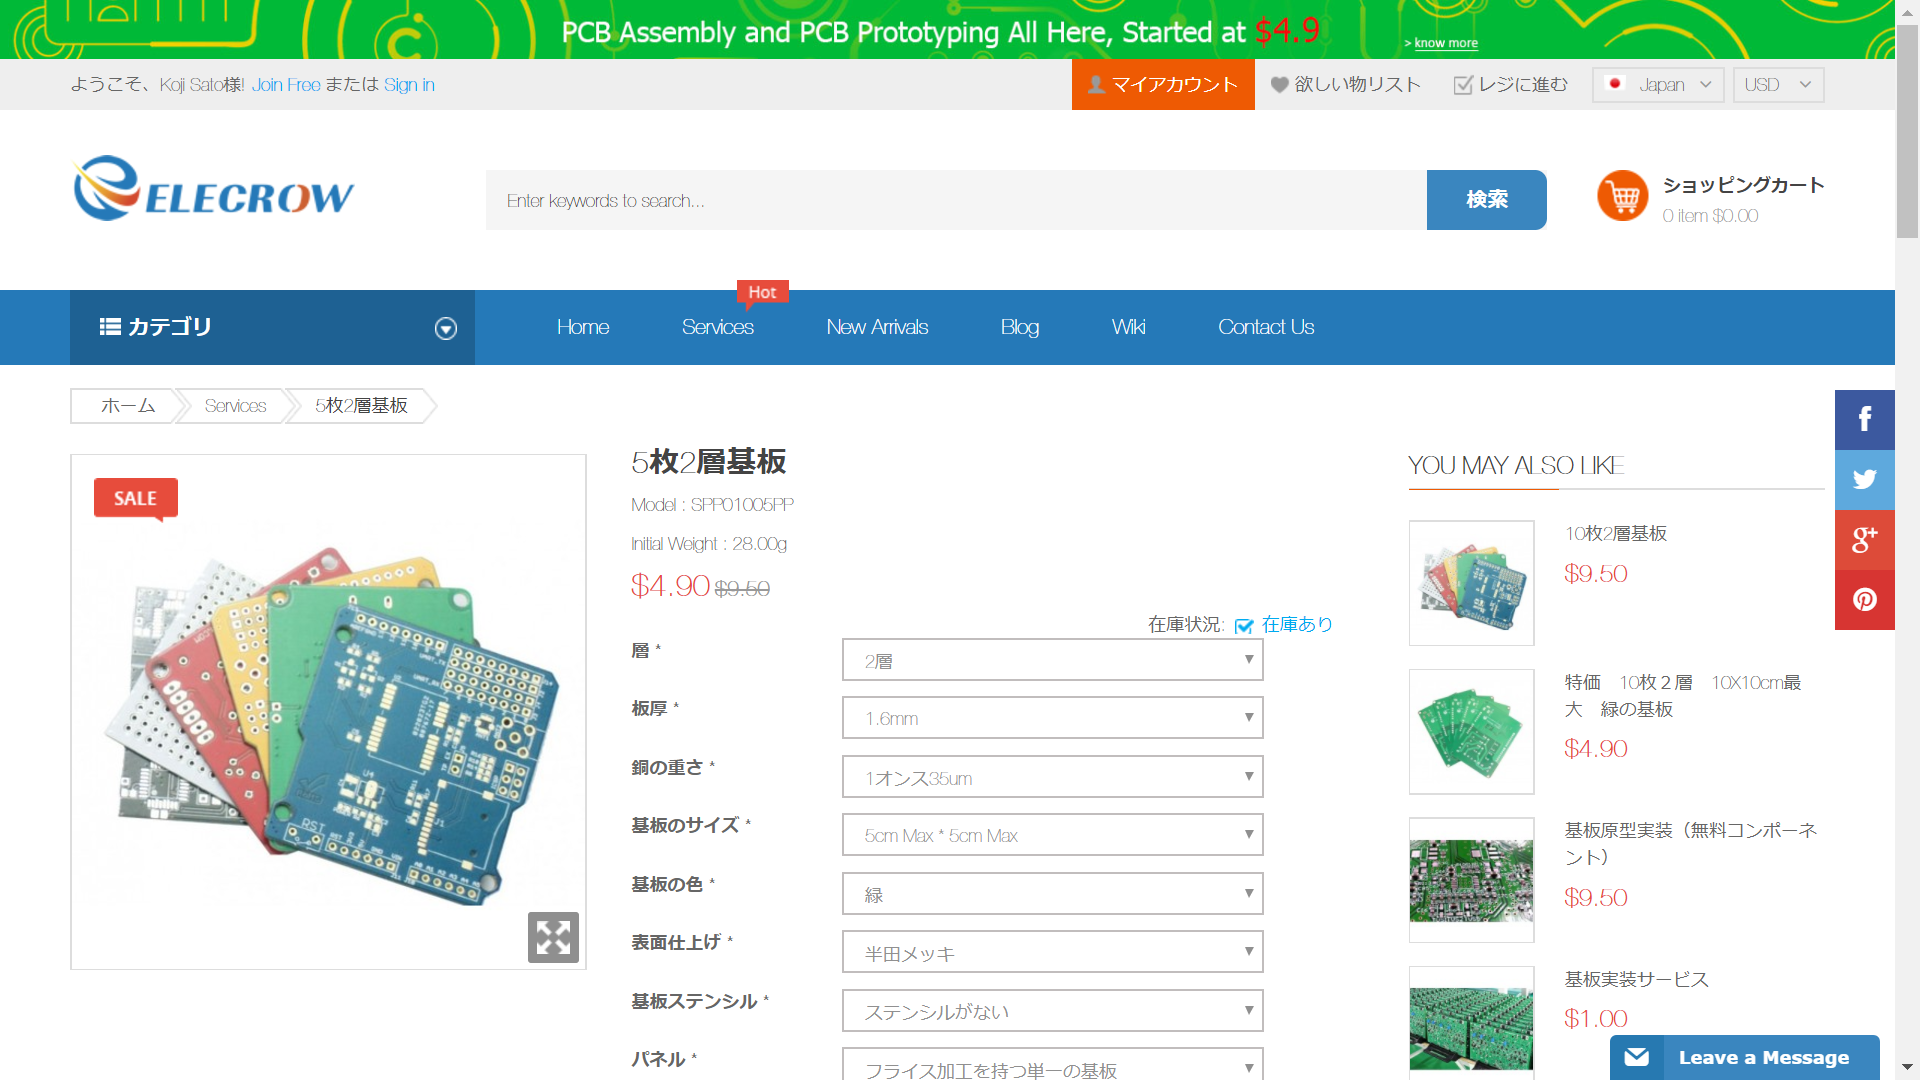 PCB Assembly and PCB Prototyping All Here, Started at $4.9
> know more
ようこそ、Koji Sato様! Join Free または Sign in
マイアカウント
欲しい物リスト
レジに進む
Japan
USD
ELECROW
Enter keywords to search...
検索
ショッピングカート
0 item $0.00
カテゴリ
Home
Services
Hot
New Arrivals
Blog
Wiki
Contact Us
ホーム
Services
5枚2層基板
SALE
RST
U4
J1
5枚2層基板
Model : SPP01005PP
Initial Weight : 28.00g
$4.90 $9.50
在庫状況: 在庫あり
層 *
2層
板厚 *
1.6mm
銅の重さ *
1オンス35um
基板のサイズ *
5cm Max * 5cm Max
基板の色 *
緑
表面仕上げ *
半田メッキ
基板ステンシル *
ステンシルがない
パネル *
フライス加工を持つ単一の基板
YOU MAY ALSO LIKE
10枚2層基板
$9.50
特価　10枚２層　10X10cm最
大　緑の基板
$4.90
基板原型実装（無料コンポーネ
ント）
$9.50
基板実装サービス
$1.00
Leave a Message